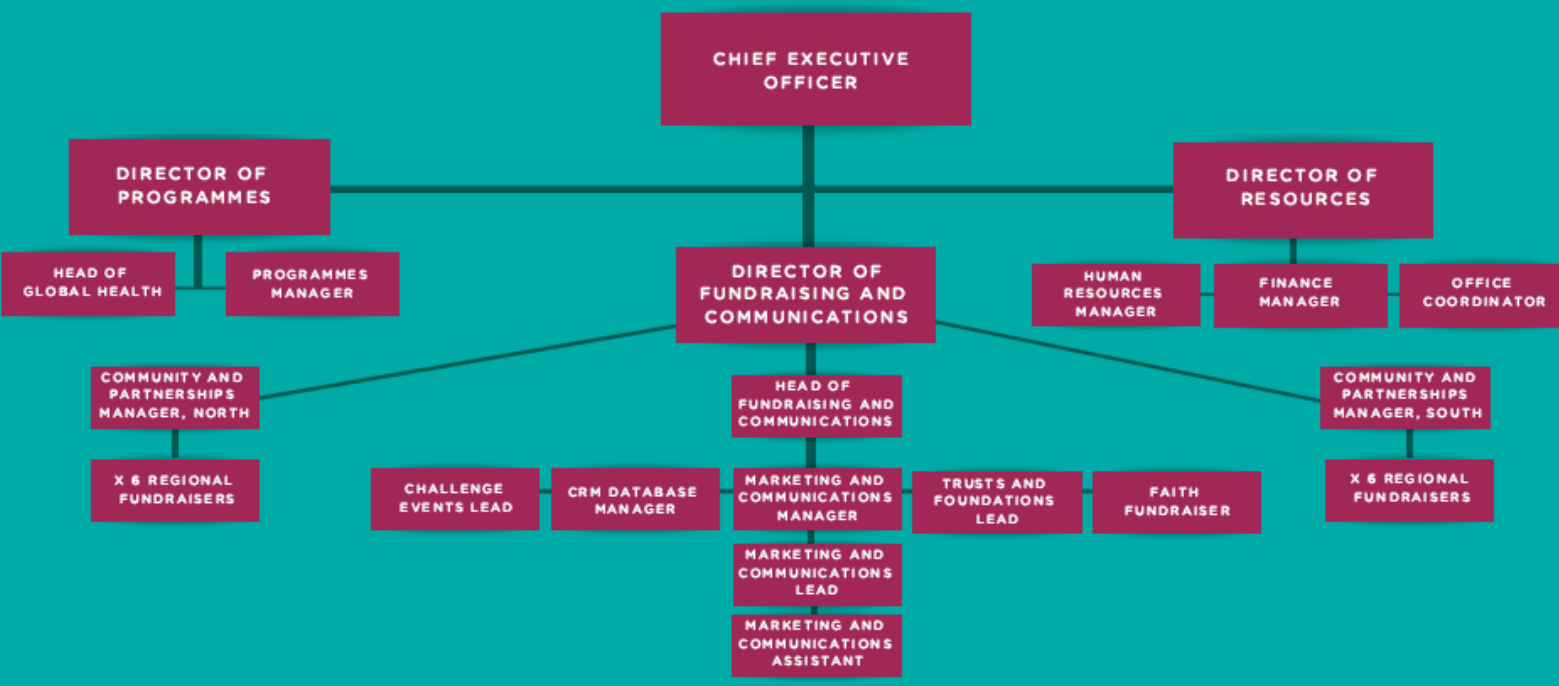 CHIEF EXECUTIVE
OFFICER
DIRECTOR OF
PROGRAMMES
DIRECTOR OF
RESOURCES
HEAD OF
GLOBAL HEALTH
PROGRAMMES
MANAGER
DIRECTOR OF
FUNDRAISING AND
COMMUNICATIONS
HUMAN
RESOURCES
MANAGER
FINANCE
MANAGER
OFFICE
COORDINATOR
COMMUNITY AND
PARTNERSHIPS
MANAGER, NORTH
HEAD OF
FUNDRAISING AND
COMMUNICATIONS
COMMUNITY AND
PARTNERSHIPS
MANAGER, SOUTH
X 6 REGIONAL
FUNDRAISERS
CHALLENGE
EVENTS LEAD
CRM DATABASE
MANAGER
MARKETING AND
COMMUNICATIONS
MANAGER
TRUSTS AND
FOUNDATIONS
LEAD
FAITH
FUNDRAISER
X 6 REGIONAL
FUNDRAISERS
MARKETING AND
COMMUNICATIONS
LEAD
MARKETING AND
COMMUNICATIONS
ASSISTANT